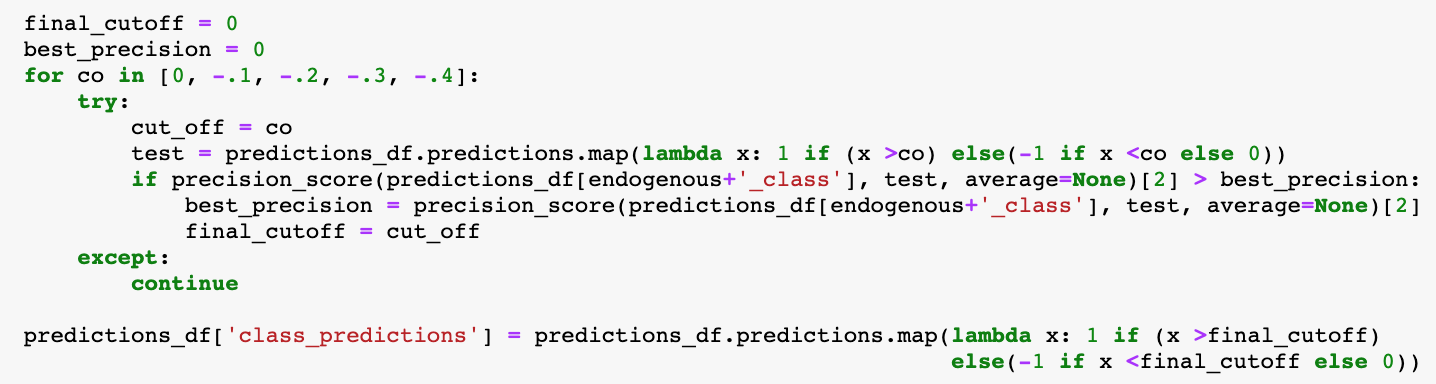 final_cutoff = 0
best_precision = 0
for co in [0, -.1, -.2, -.3, -.4]:
    try:
        cut_off = co
        test = predictions_df.predictions.map(lambda x: 1 if (x >co) else(-1 if x <co else 0))
        if precision_score(predictions_df[endogenous+'_class'], test, average=None)[2] > best_precision:
            best_precision = precision_score(predictions_df[endogenous+'_class'], test, average=None)[2]
            final_cutoff = cut_off
    except:
        continue

predictions_df['class_predictions'] = predictions_df.predictions.map(lambda x: 1 if (x >final_cutoff)
                                                                     else(-1 if x <final_cutoff else 0))